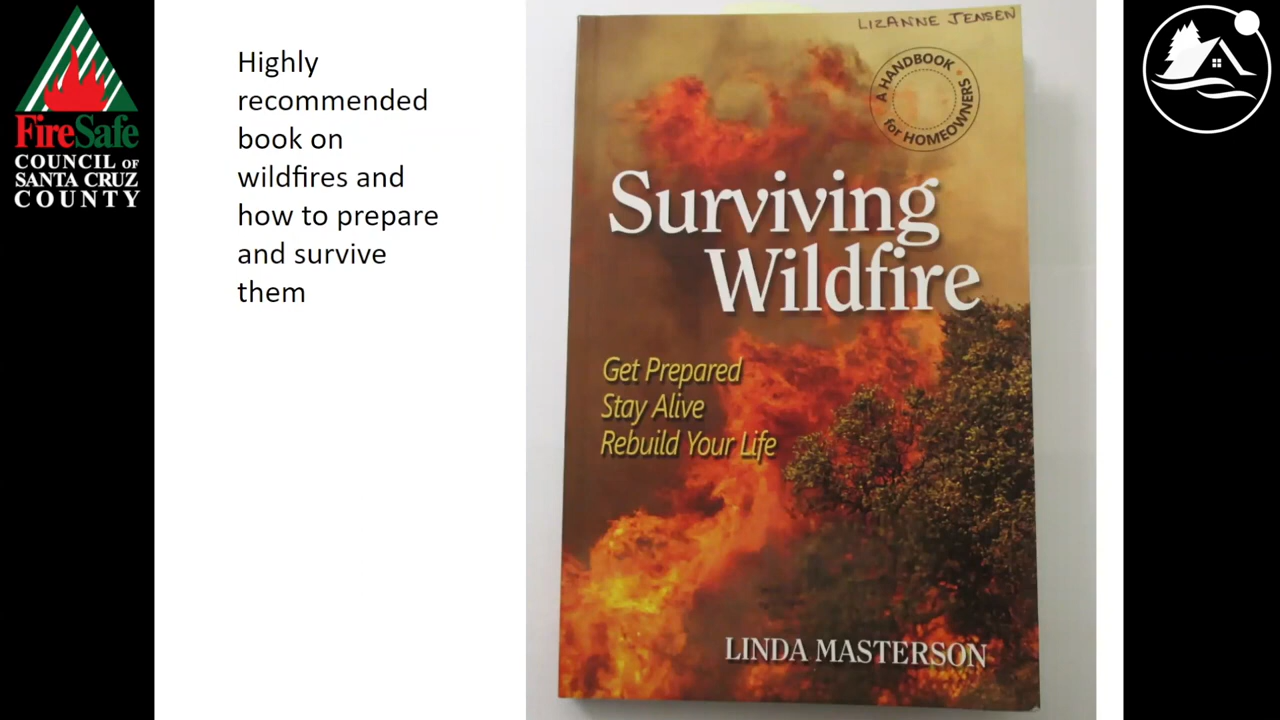 FireSafe
COUNCIL OF
SANTA CRUZ
COUNTY
Highly
recommended
book on
wildfires and
how to prepare
and survive
them
LIZANNE JENSEN
A HANDBOOK
for HOMEOWNERS
Surviving
Wildfire
Get Prepared
Stay Alive
Rebuild Your Life
LINDA MASTERSON